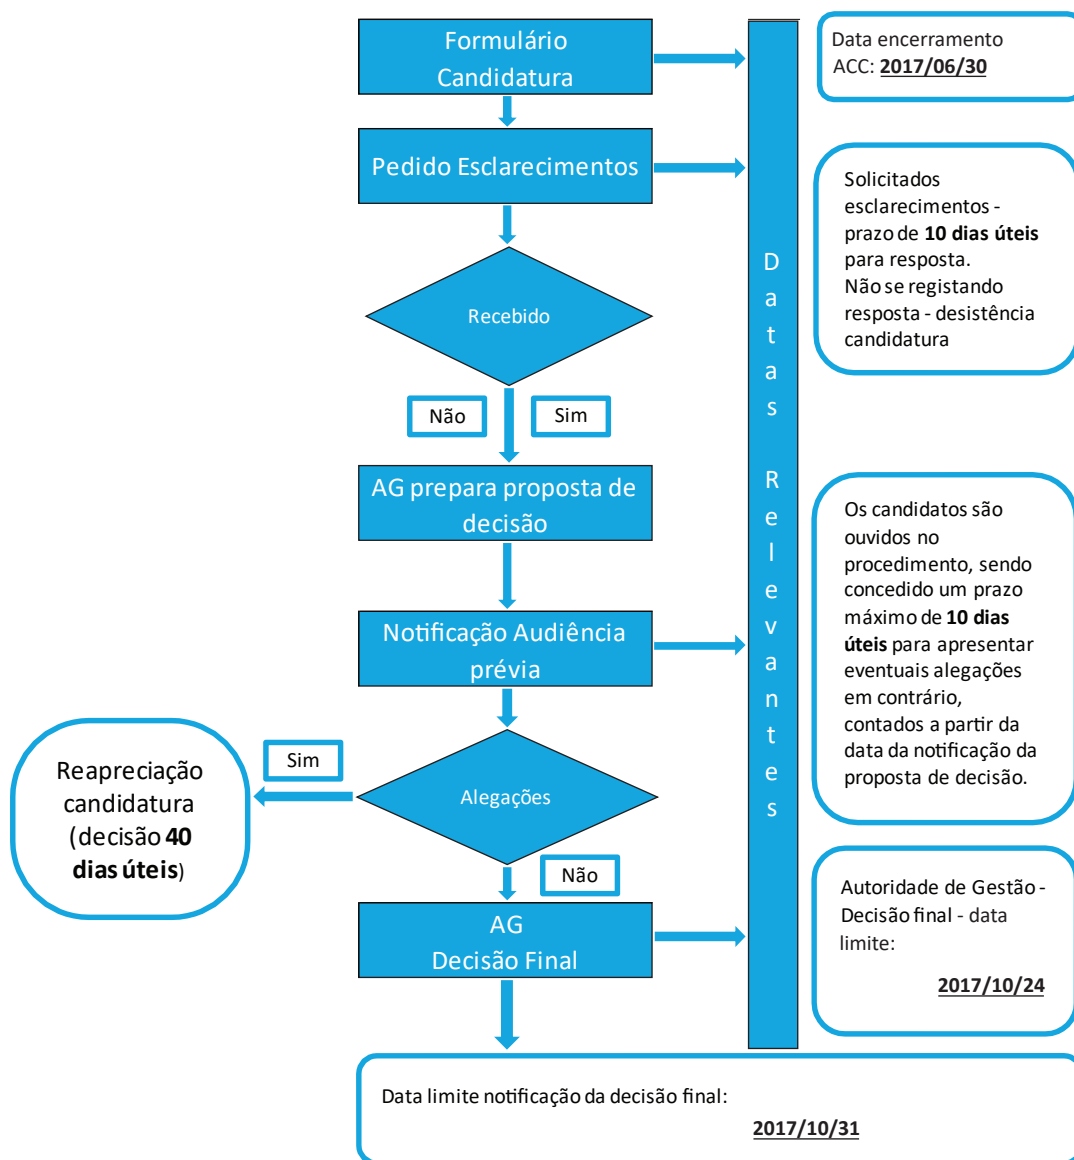 Formulário
Candidatura
Data encerramento
ACC: 2017/06/30
Pedido Esclarecimentos
Solicitados
esclarecimentos -
prazo de 10 dias úteis
para resposta.
Não se registando
resposta - desistência
candidatura
Recebido
Não
Sim
AG prepara proposta de
decisão
Datas Relevantes
Os candidatos são
ouvidos no
procedimento, sendo
concedido um prazo
máximo de 10 dias
úteis para apresentar
eventuais alegações
em contrário,
contados a partir da
data da notificação da
proposta de decisão.
Notificação Audiência
prévia
Sim
Reapreciação
candidatura
(decisão 40
dias úteis)
Alegações
Não
AG
Decisão Final
Autoridade de Gestão -
Decisão final - data
limite:
2017/10/24
Data limite notificação da decisão final:
2017/10/31